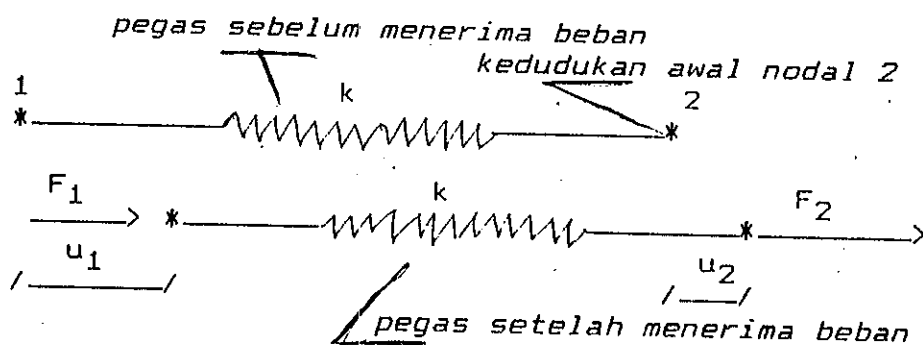 pegas sebelum menerima beban
kedudukan awal nodal 2
1
k
2
F1
k
F2
u1
u2
pegas setelah menerima beban